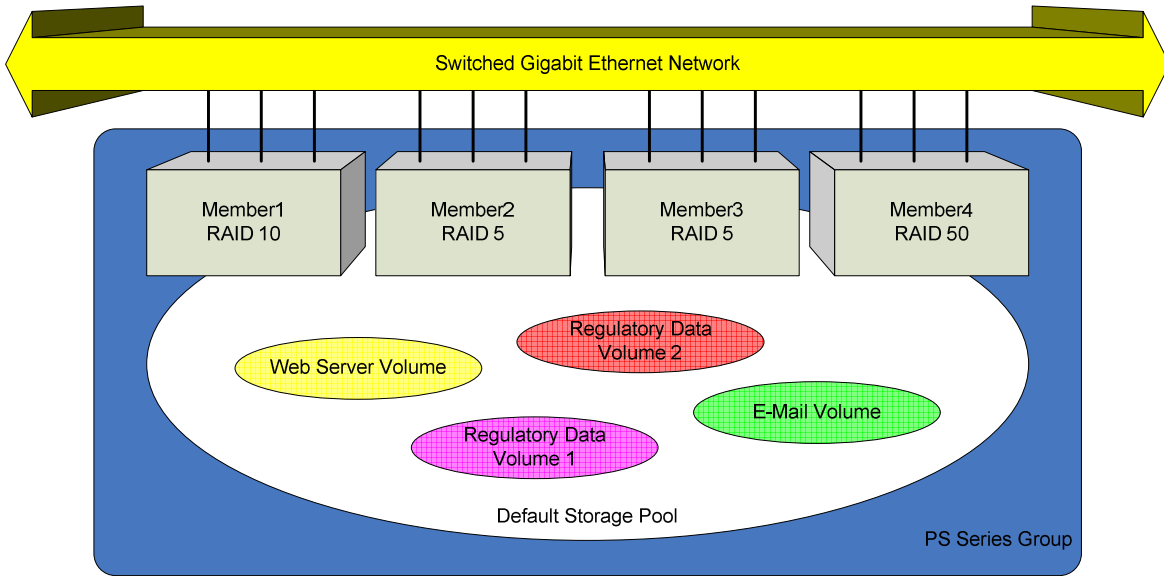 Switched Gigabit Ethernet Network
Member1
RAID 10
Member2
RAID 5
Member3
RAID 5
Member4
RAID 50
Regulatory Data
Volume 2
Web Server Volume
E-Mail Volume
Regulatory Data
Volume 1
Default Storage Pool
PS Series Group